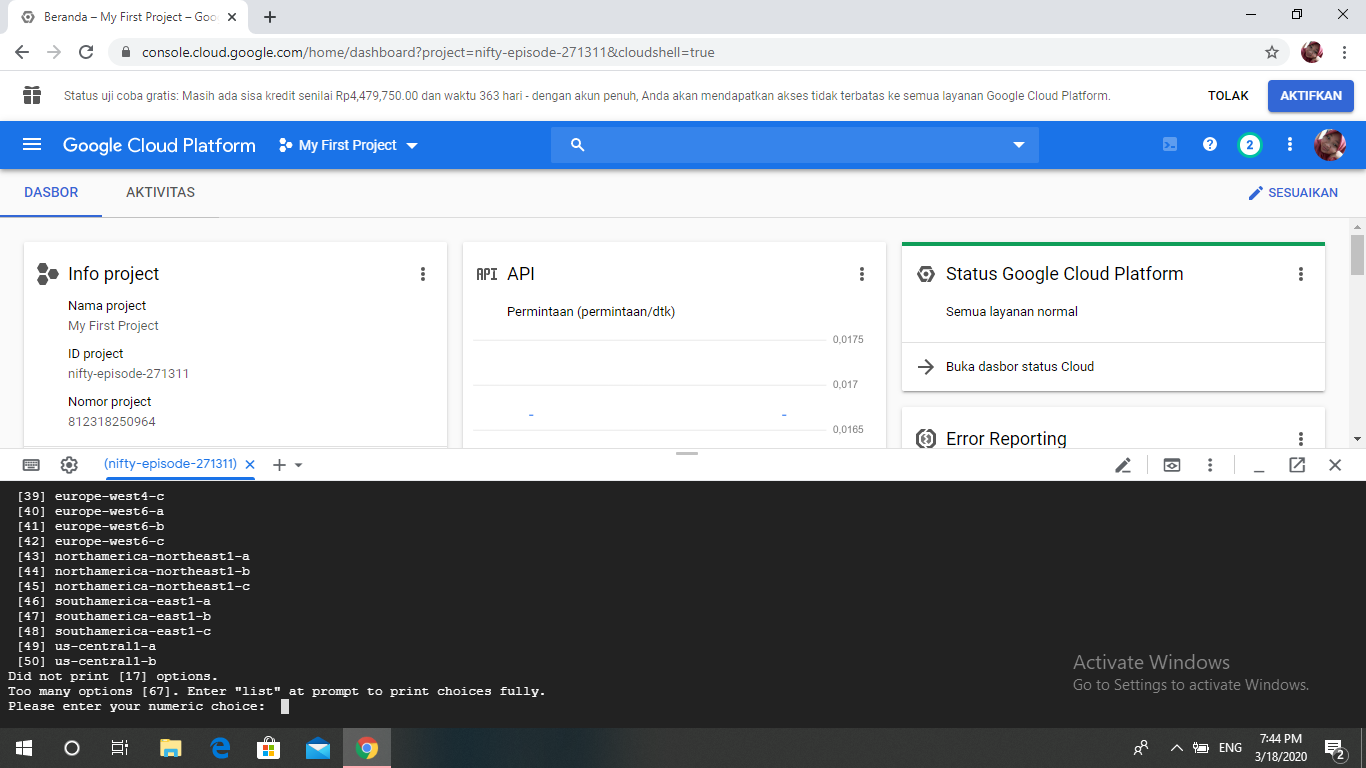 Beranda – My First Project – Goo
console.cloud.google.com/home/dashboard?project=nifty-episode-271311&cloudshell=true
Status uji coba gratis: Masih ada sisa kredit senilai Rp4,479,750.00 dan waktu 363 hari - dengan akun penuh, Anda akan mendapatkan akses tidak terbatas ke semua layanan Google Cloud Platform.
TOLAK
AKTIFKAN
Google Cloud Platform
My First Project
2
DASBOR
AKTIVITAS
SESUAIKAN
Info project
Nama project
My First Project
ID project
nifty-episode-271311
Nomor project
812318250964
API API
Permintaan (permintaan/dtk)
0,0175
0,017
0,0165
Status Google Cloud Platform
Semua layanan normal
Buka dasbor status Cloud
Error Reporting
(nifty-episode-271311)
[39] europe-west4-c
[40] europe-west6-a
[41] europe-west6-b
[42] europe-west6-c
[43] northamerica-northeast1-a
[44] northamerica-northeast1-b
[45] northamerica-northeast1-c
[46] southamerica-east1-a
[47] southamerica-east1-b
[48] southamerica-east1-c
[49] us-central1-a
[50] us-central1-b
Did not print [17] options.
Too many options [67]. Enter "list" at prompt to print choices fully.
Please enter your numeric choice:
Activate Windows
Go to Settings to activate Windows.
ENG
7:44 PM
3/18/2020
2